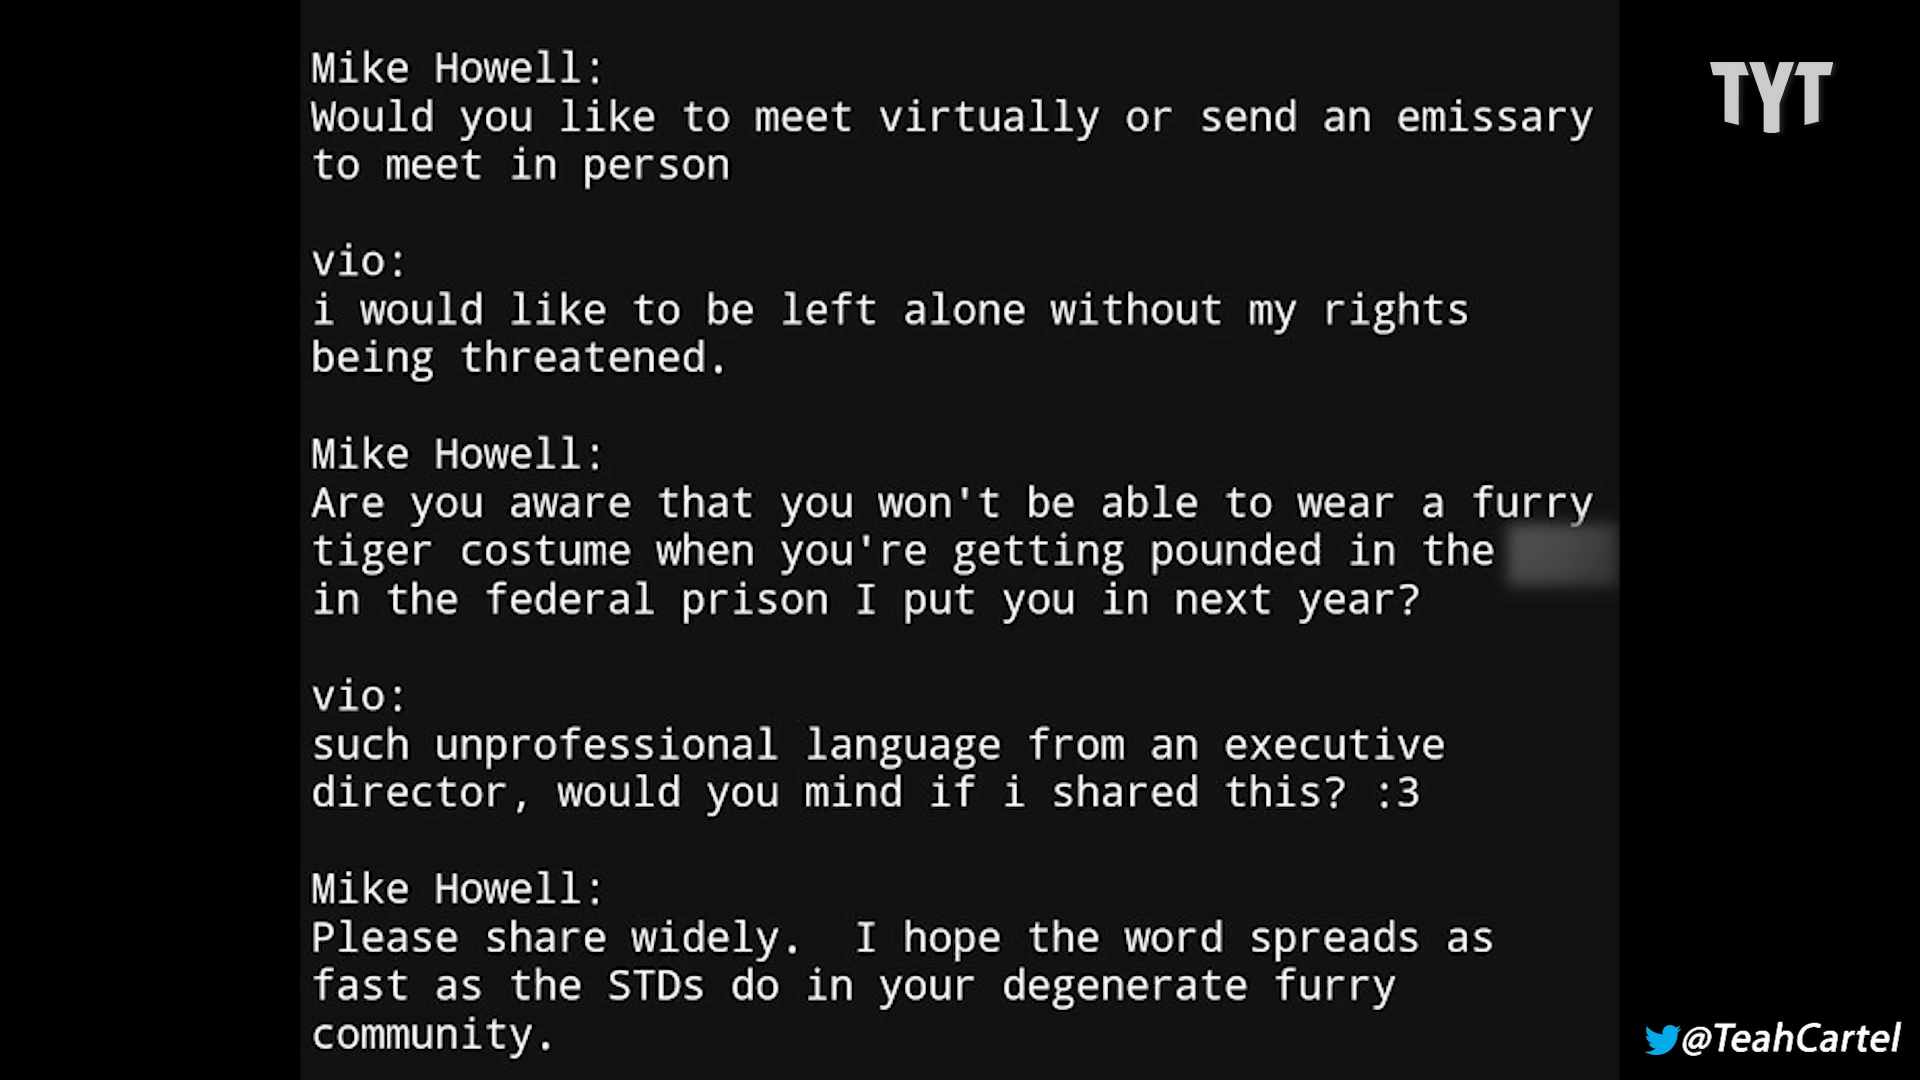 Mike Howell:
Would you like to meet virtually or send an emissary
to meet in person
vio:
i would like to be left alone without my rights
being threatened.
Mike Howell:
Are you aware that you won't be able to wear a furry
tiger costume when you're getting pounded in the
in the federal prison I put you in next year?
vio:
such unprofessional language from an executive
director, would you mind if i shared this? :3
Mike Howell:
Please share widely.  I hope the word spreads as
fast as the STDs do in your degenerate furry
community.
TYT
@TeahCartel